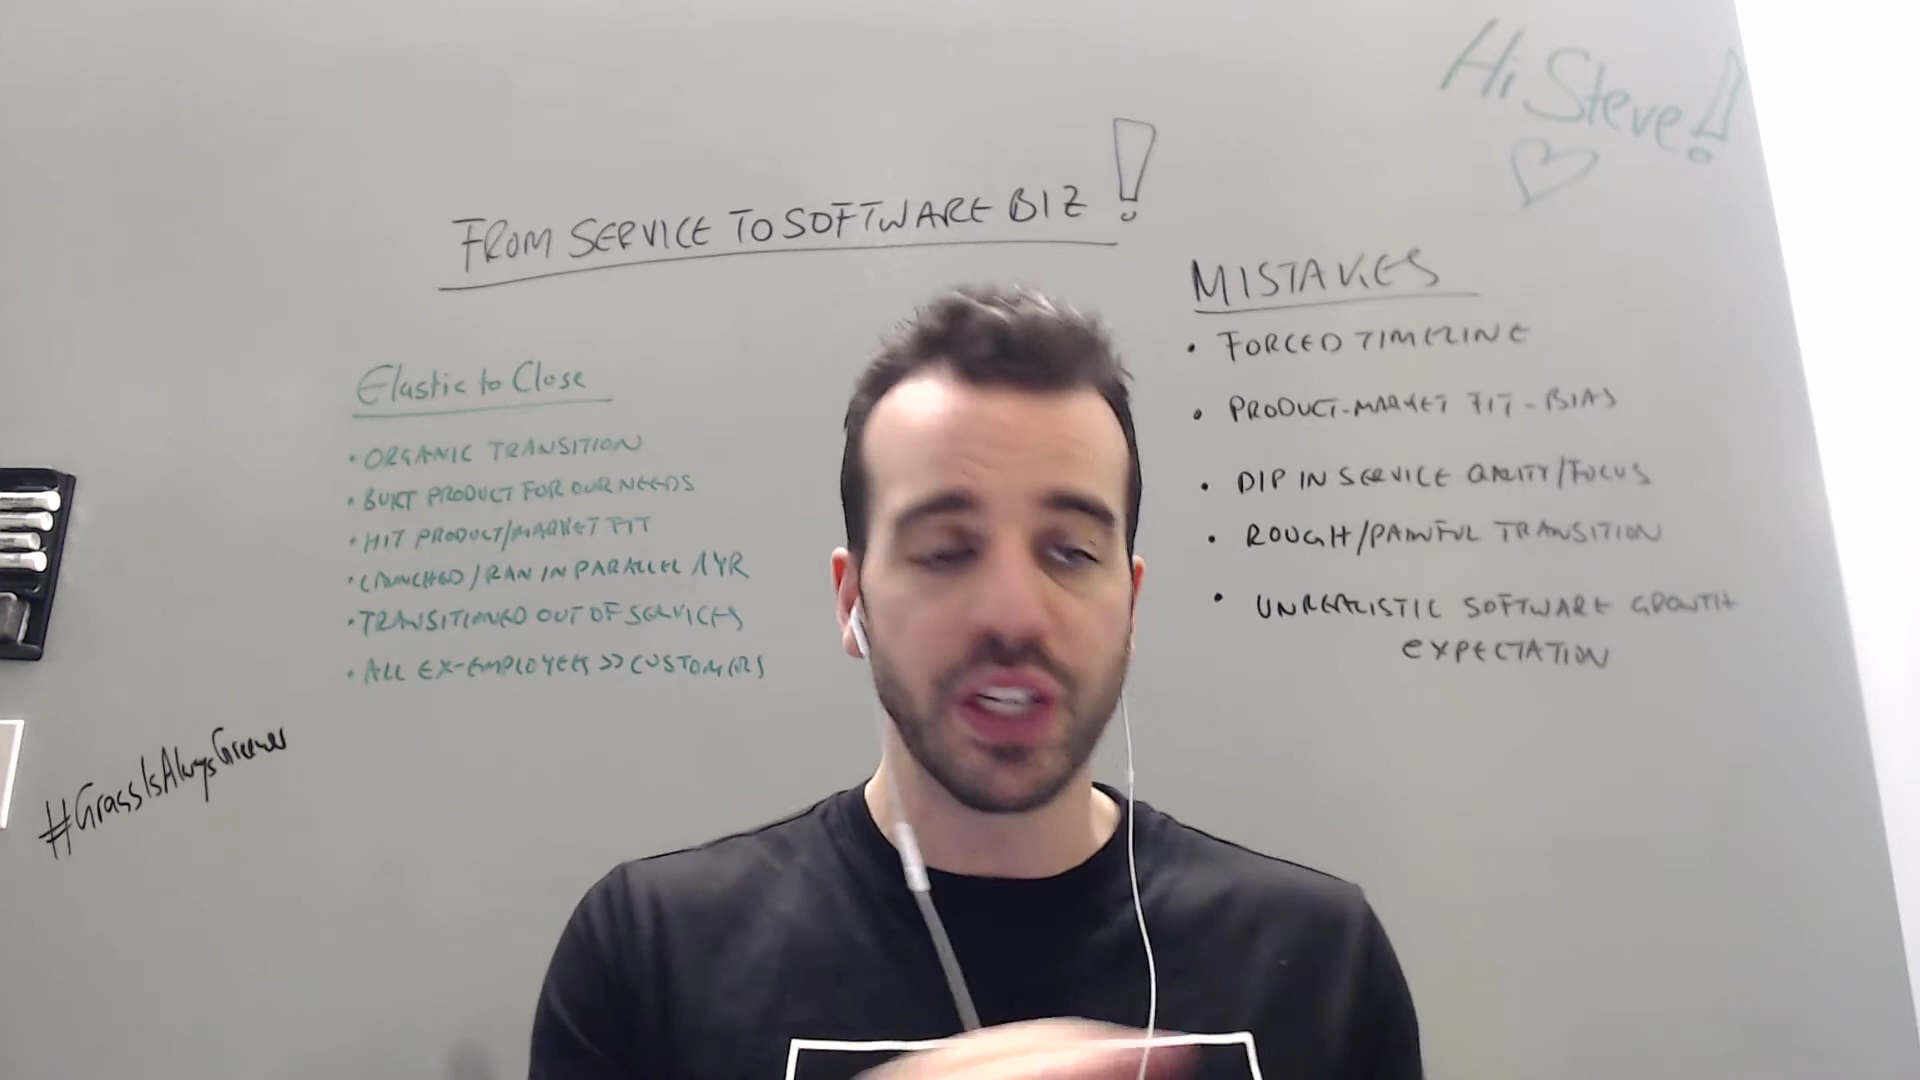 Hi Steve!
FROM SERVICE TO SOFTWARE BIZ!
Elastic to Close
• ORGANIC TRANSITION
• BUILT PRODUCT FOR OUR NEEDS
• HIT PRODUCT/MARKET FIT
• LAUNCHED/RAN IN PARALLEL 1YR
• TRANSITIONED OUT OF SERVICES
• ALL EX-EMPLOYEES >> CUSTOMERS
#GrassIsAlwaysGreener
MISTAKES
• FORCED TIMELINE
• PRODUCT-MARKET FIT-BIAS
• DIP IN SERVICE QALITY/FOCUS
• ROUGH/PAINFUL TRANSITION
• UNREALISTIC SOFTWARE GROWTH
EXPECTATION